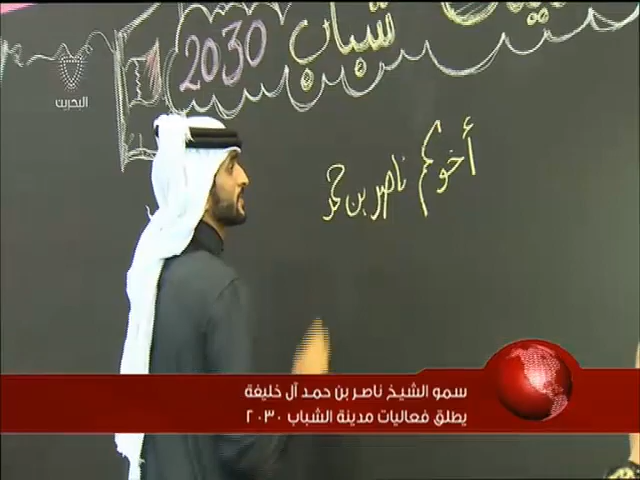 2030 شباب
البحرين
أخوكم ناصر بن حمد
سمو الشيخ ناصر بن حمد آل خليفة
يطلق فعاليات مدينة الشباب ٢٠٣٠